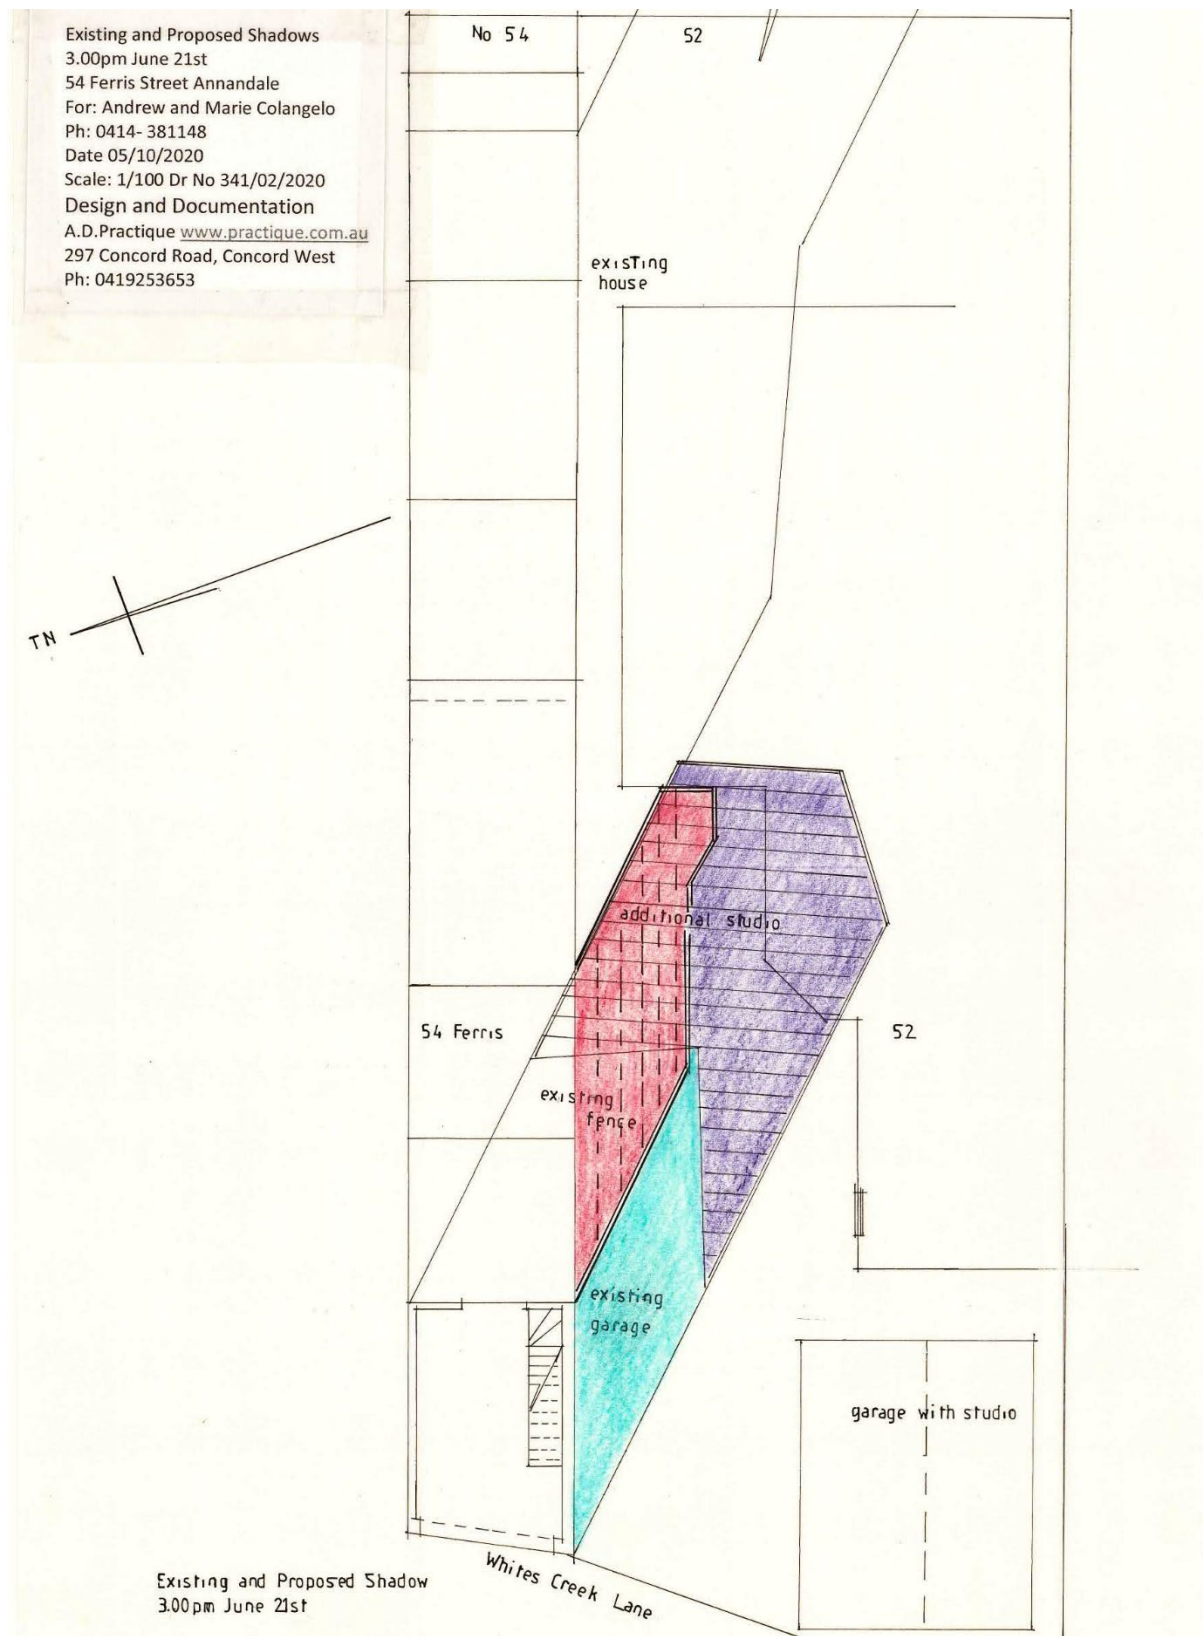 Existing and Proposed Shadows
3.00pm June 21st
54 Ferris Street Annandale
For: Andrew and Marie Colangelo
Ph: 0414- 381148
Date 05/10/2020
Scale: 1/100 Dr No 341/02/2020
Design and Documentation
A.D.Practique www.practique.com.au
297 Concord Road, Concord West
Ph: 0419253653
No 54
52
existing
house
TN
additional studio
54 Ferris
52
existing
fence
existing
garage
garage with studio
Whites Creek Lane
Existing and Proposed Shadow
3.00pm June 21st